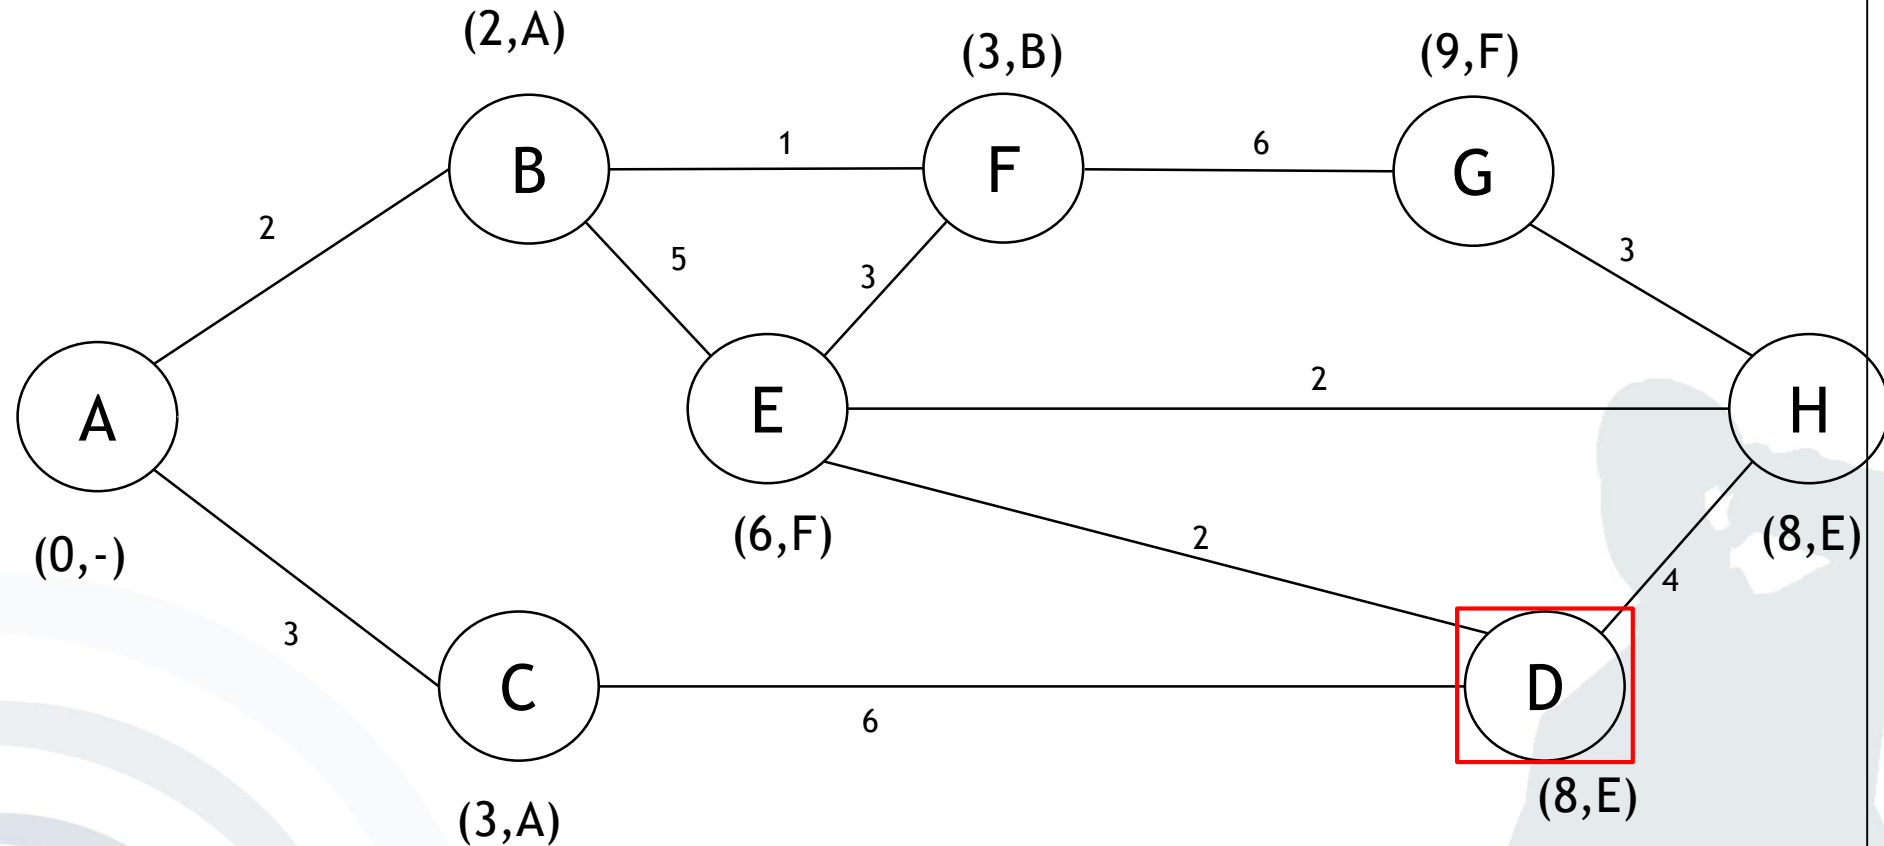 (2,A)
(3,B)
(9,F)
B
1
F
6
G
2
5
3
3
A
E
2
H
(0,-)
(6,F)
2
(8,E)
4
3
C
6
D
(3,A)
(8,E)